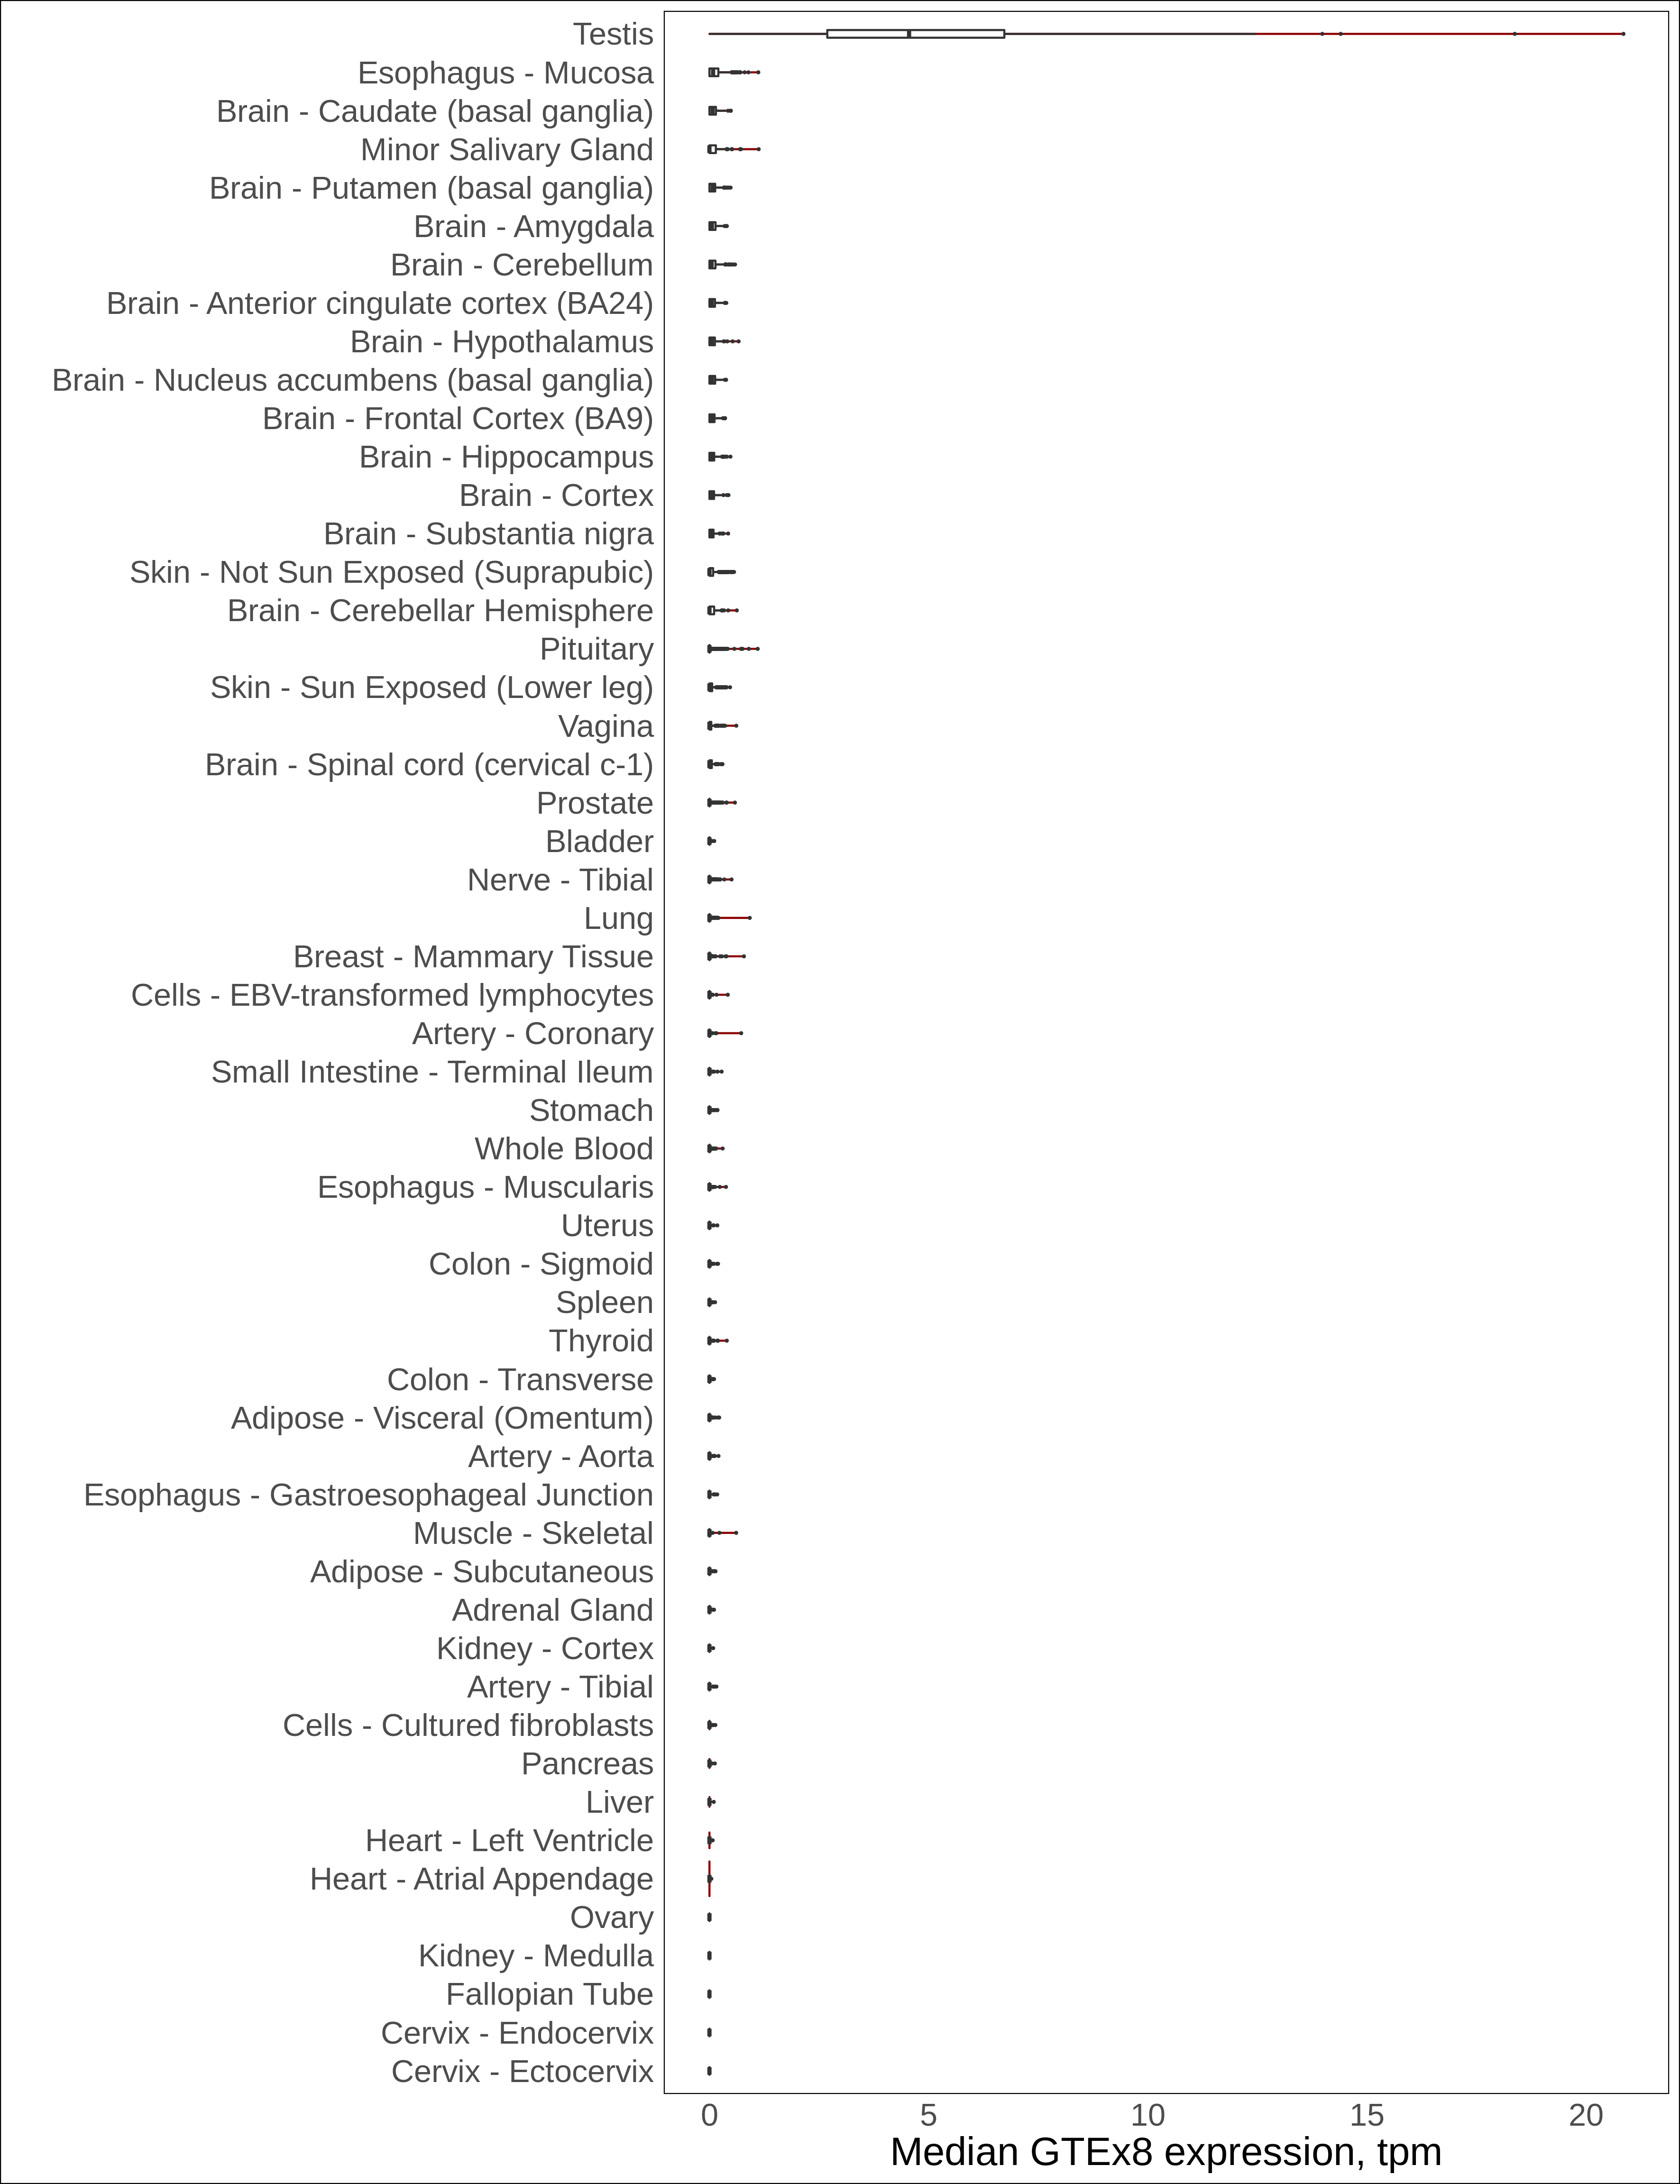 Testis
Esophagus - Mucosa
Brain - Caudate (basal ganglia)
Minor Salivary Gland
Brain - Putamen (basal ganglia)
Brain - Amygdala
Brain - Cerebellum
Brain - Anterior cingulate cortex (BA24)
Brain - Hypothalamus
Brain - Nucleus accumbens (basal ganglia)
Brain - Frontal Cortex (BA9)
Brain - Hippocampus
Brain - Cortex
Brain - Substantia nigra
Skin - Not Sun Exposed (Suprapubic)
Brain - Cerebellar Hemisphere
Pituitary
Skin - Sun Exposed (Lower leg)
Vagina
Brain - Spinal cord (cervical c-1)
Prostate
Bladder
Nerve - Tibial
Lung
Breast - Mammary Tissue
Cells - EBV-transformed lymphocytes
Artery - Coronary
Small Intestine - Terminal Ileum
Stomach
Whole Blood
Esophagus - Muscularis
Uterus
Colon - Sigmoid
Spleen
Thyroid
Colon - Transverse
Adipose - Visceral (Omentum)
Artery - Aorta
Esophagus - Gastroesophageal Junction
Muscle - Skeletal
Adipose - Subcutaneous
Adrenal Gland
Kidney - Cortex
Artery - Tibial
Cells - Cultured fibroblasts
Pancreas
Liver
Heart - Left Ventricle
Heart - Atrial Appendage
Ovary
Kidney - Medulla
Fallopian Tube
Cervix - Endocervix
Cervix - Ectocervix
0 5 10 15 20
Median GTEx8 expression, tpm